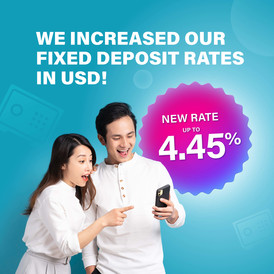 WE INCREASED OUR
FIXED DEPOSIT RATES
IN USD!
NEW RATE
UP TO
4.45%